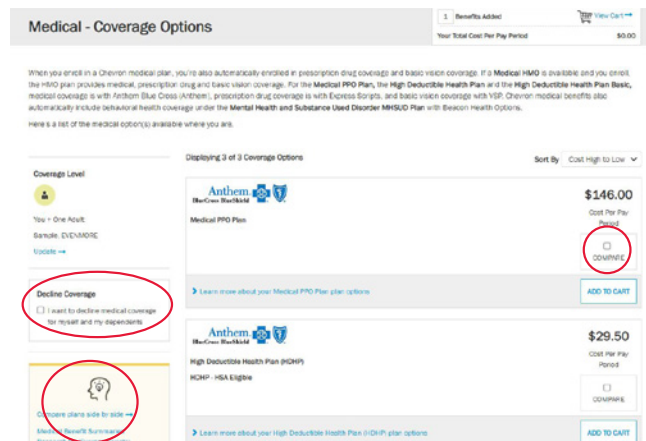 Medical - Coverage Options
1 Benefits Added
View Cart →
Your Total Cost Per Pay Period $0.00
When you enroll in a Chevron medical plan, you're also automatically enrolled in prescription drug coverage and basic vision coverage. If a Medical HMO is available and you enroll,
the HMO plan provides medical, prescription drug and basic vision coverage. For the Medical PPO Plan, the High Deductible Health Plan and the High Deductible Health Plan Basic,
medical coverage is with Anthem Blue Cross (Anthem), prescription drug coverage is with Express Scripts, and basic vision coverage with VSP. Chevron medical benefits also
automatically include behavioral health coverage under the Mental Health and Substance Used Disorder MHSUD Plan with Beacon Health Options.
Here's a list of the medical option(s) available where you are.
Coverage Level
You + One Adult
Sample, EVENMORE
Update →
Decline Coverage
I want to decline medical coverage
for myself and my dependents
Compare plans side by side →
Medical Benefit Summaries
Displaying 3 of 3 Coverage Options
Sort By Cost High to Low
Anthem
BlueCross BlueShield
Medical PPO Plan
$146.00
Cost Per Pay
Period
COMPARE
> Learn more about your Medical PPO Plan plan options
ADD TO CART
Anthem
BlueCross BlueShield
High Deductible Health Plan (HDHP)
HDHP - HSA Eligible
$29.50
Cost Per Pay
Period
COMPARE
> Learn more about your High Deductible Health Plan (HDHP) plan options
ADD TO CART